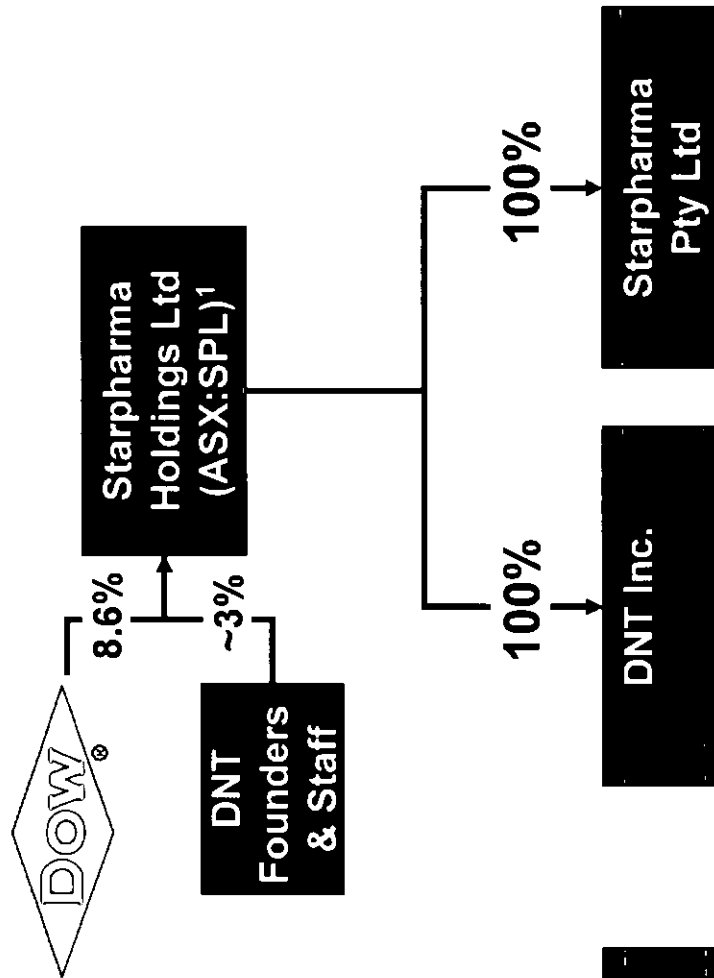 Dow®
8.6%
~3%
DNT
Founders
& Staff
Starpharma
Holdings Ltd
(ASX:SPL)¹
100%
100%
DNT Inc.
Starpharma
Pty Ltd